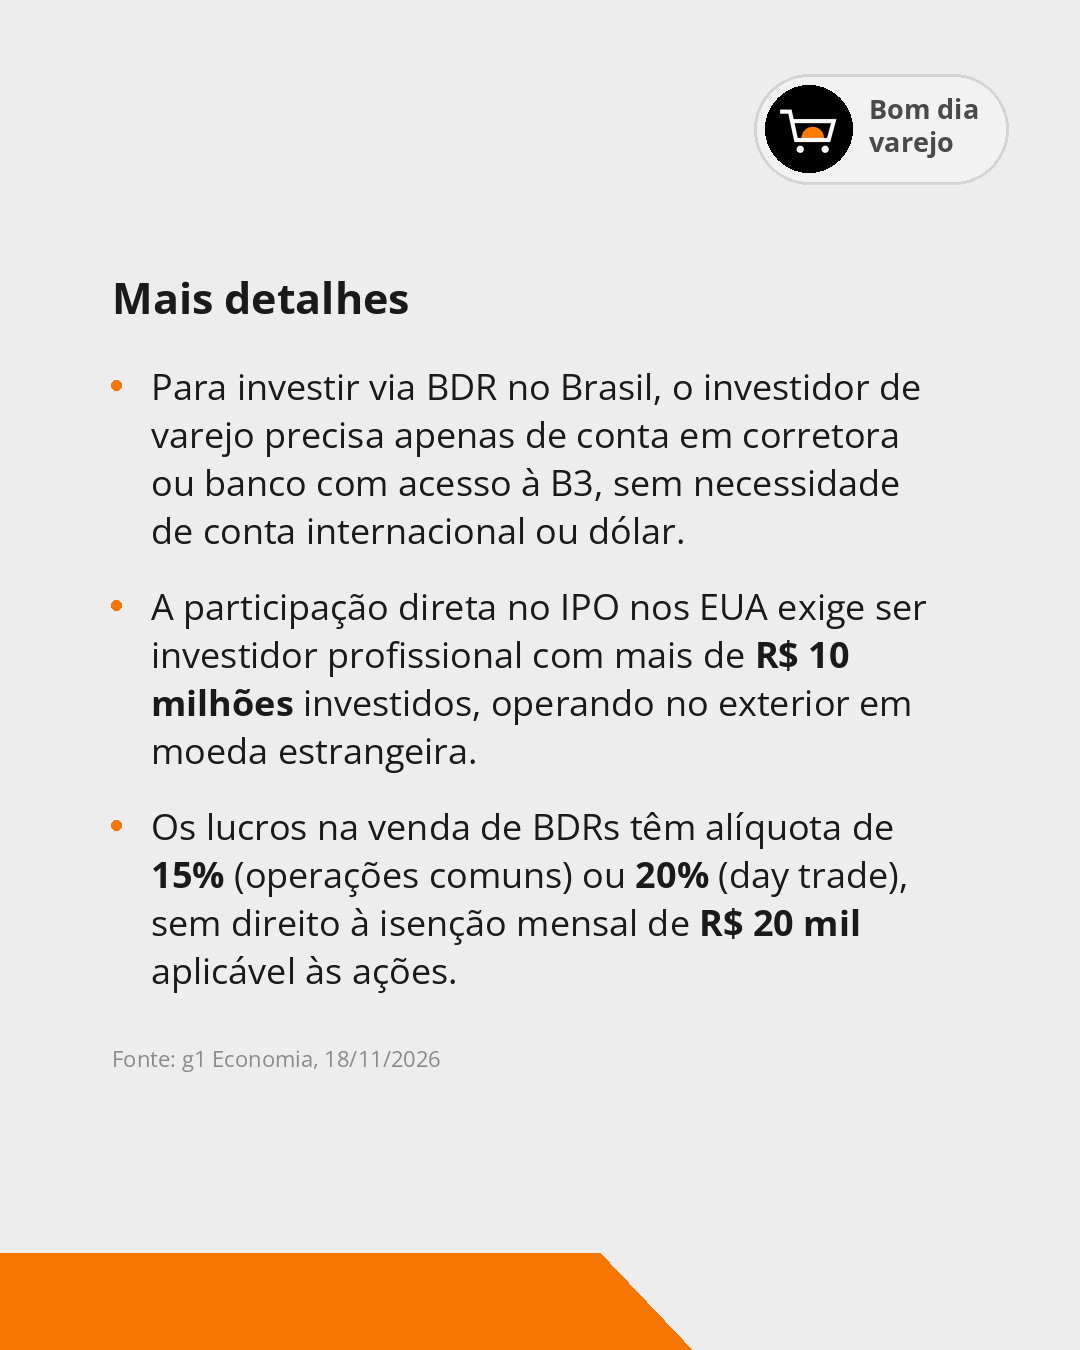 Bom dia
varejo
Mais detalhes
• Para investir via BDR no Brasil, o investidor de
varejo precisa apenas de conta em corretora
ou banco com acesso à B3, sem necessidade
de conta internacional ou dólar.
• A participação direta no IPO nos EUA exige ser
investidor profissional com mais de R$ 10
milhões investidos, operando no exterior em
moeda estrangeira.
• Os lucros na venda de BDRs têm alíquota de
15% (operações comuns) ou 20% (day trade),
sem direito à isenção mensal de R$ 20 mil
aplicável às ações.
Fonte: g1 Economia, 18/11/2026